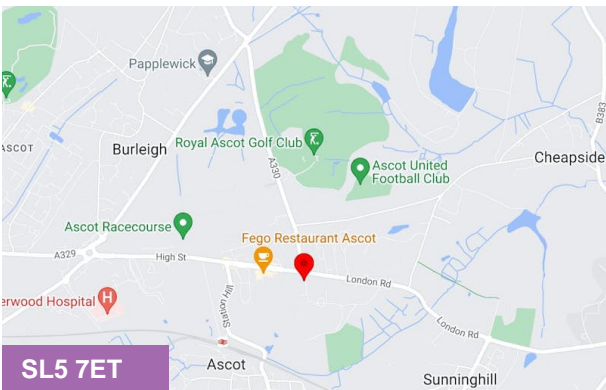 Papplewick
B383
ASCOT
Burleigh
Royal Ascot Golf Club
A330
Ascot United
Football Club
Cheapside
Ascot Racecourse
Fego Restaurant Ascot
A329
High St
London Rd
erwood Hospital
H
Station Hill
London Rd
Ascot
Sunninghill
SL5 7ET